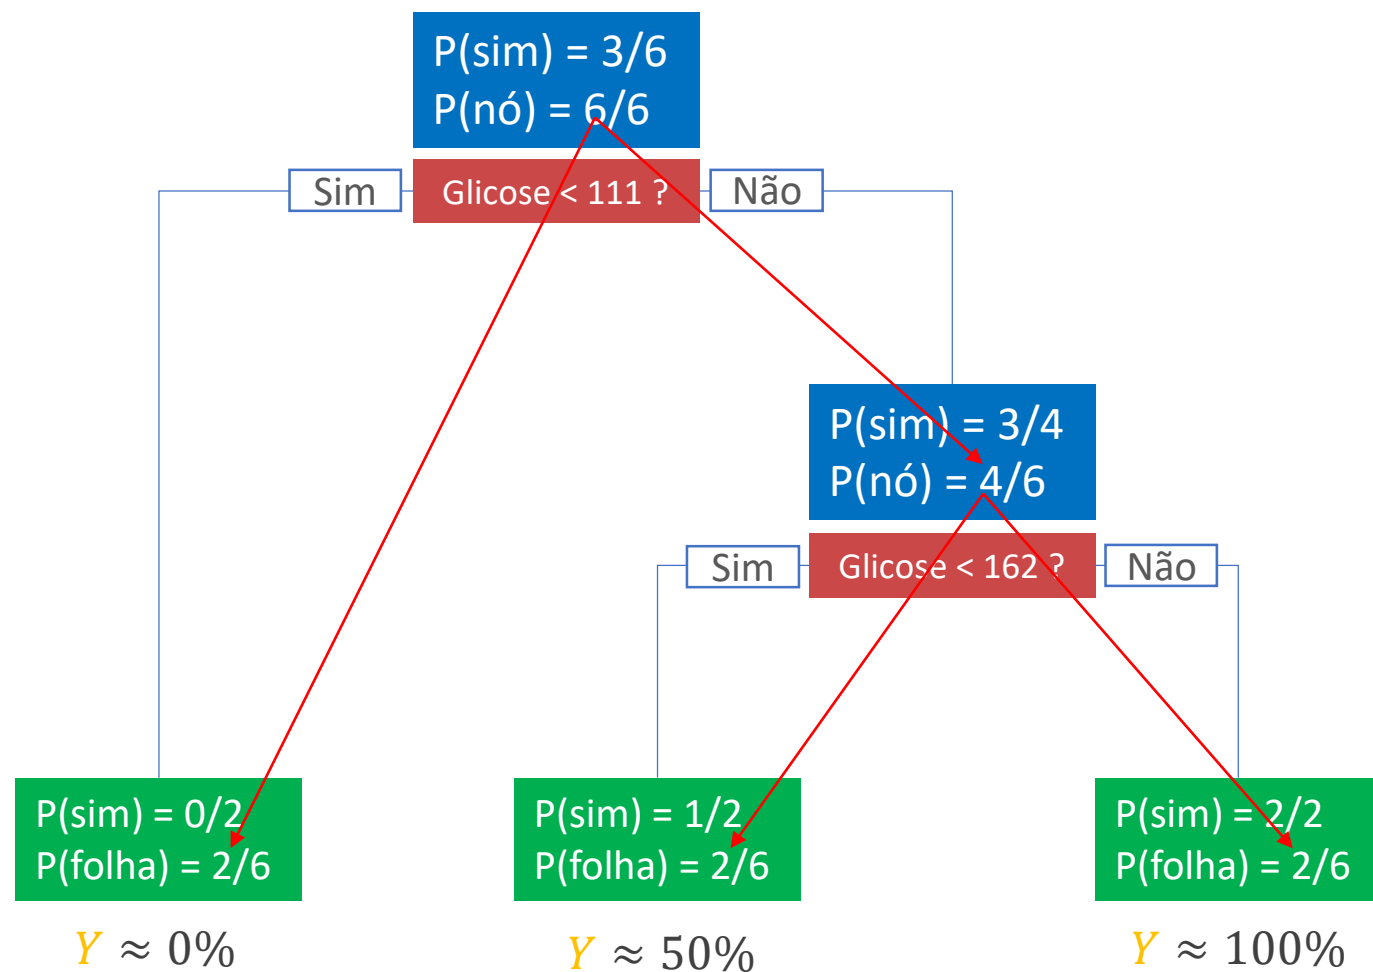 P(sim) = 3/6
P(nó) = 6/6
Sim
Glicose < 111 ?
Não
P(sim) = 3/4
P(nó) = 4/6
Sim
Glicose < 162 ?
Não
P(sim) = 0/2
P(folha) = 2/6
P(sim) = 1/2
P(folha) = 2/6
P(sim) = 2/2
P(folha) = 2/6
Y ≈ 0%
Y ≈ 50%
Y ≈ 100%